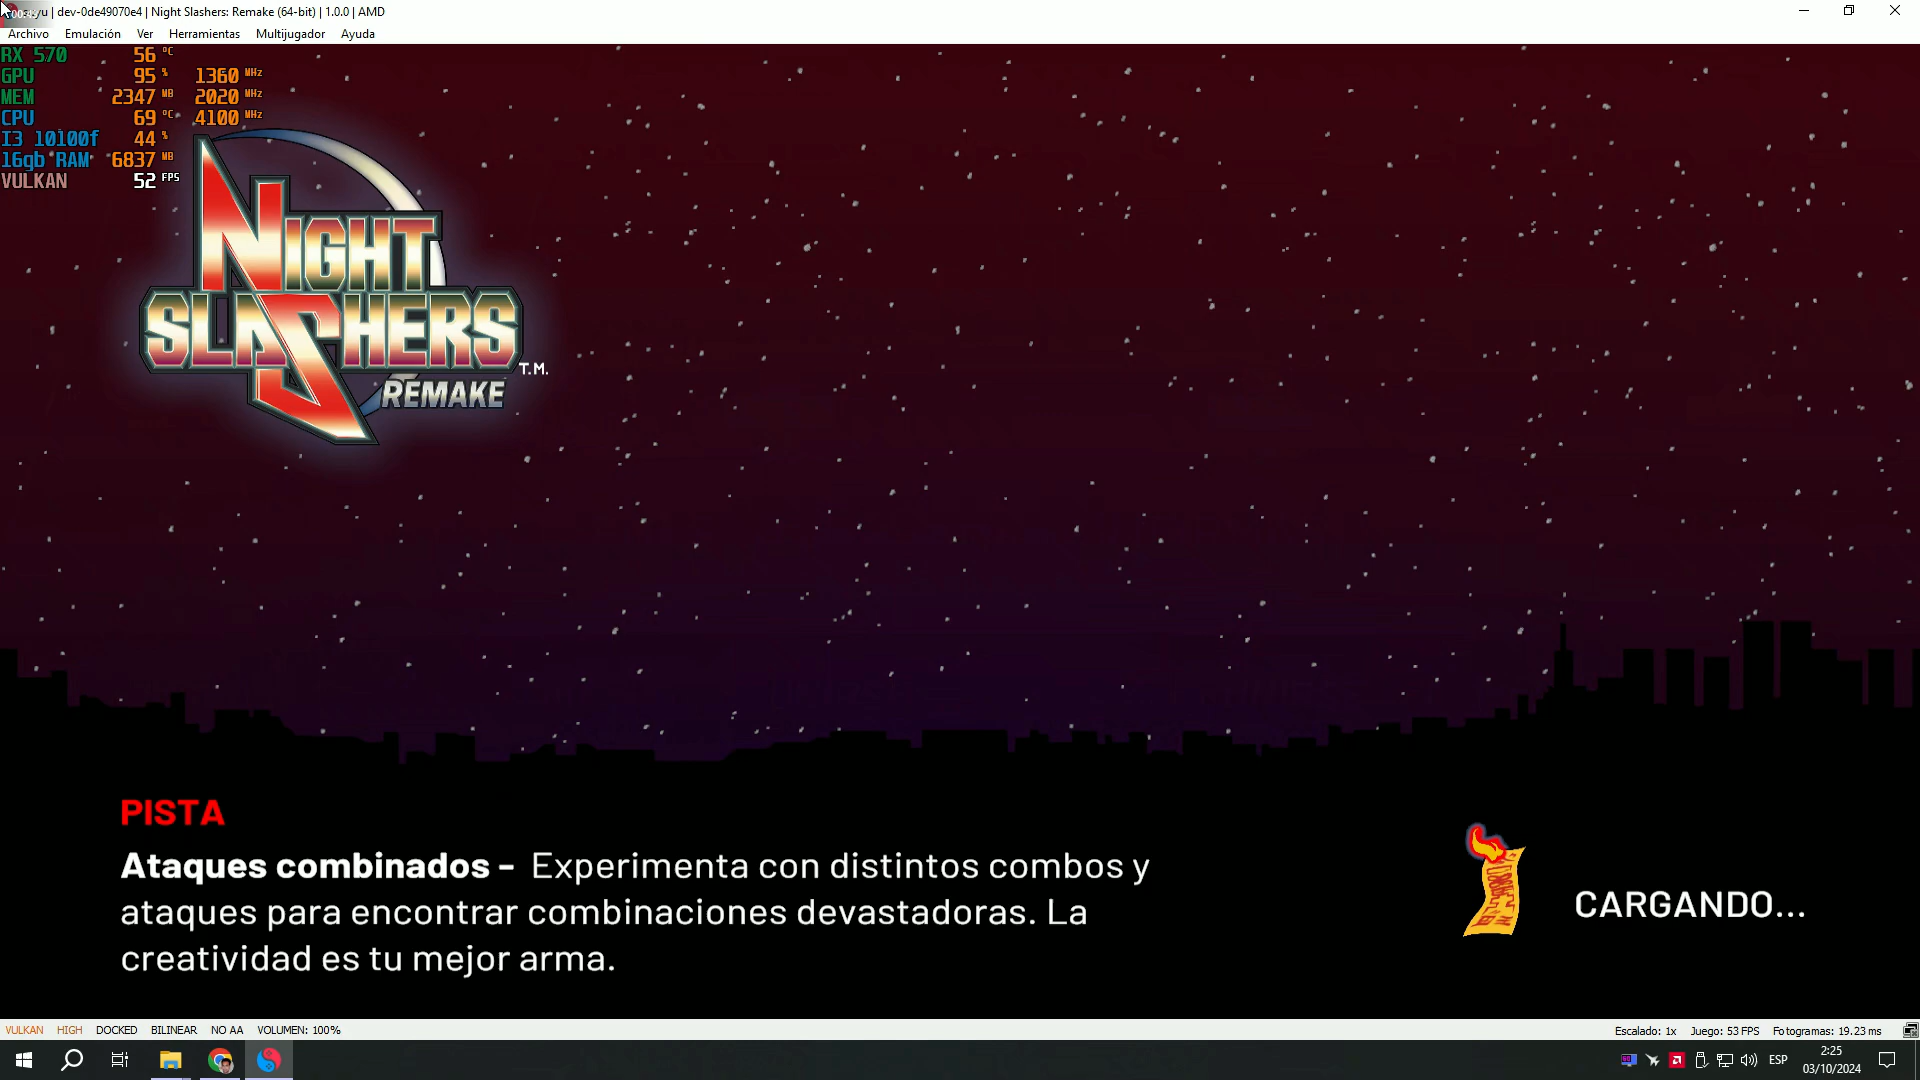 yu | dev-0de49070e4 | Night Slashers: Remake (64-bit) | 1.0.0 | AMD
Archivo Emulación Ver Herramientas Multijugador Ayuda
RX 570 56 °C
GPU 95 % 1360 MHz
MEM 2347 MB 2020 MHz
CPU 69 °C 4100 MHz
I3 10100f 44 %
16gb RAM 6837 MB
VULKAN 52 FPS
NIGHT
SLASHERS
T.M.
REMAKE
PISTA
Ataques combinados - Experimenta con distintos combos y
ataques para encontrar combinaciones devastadoras. La
creatividad es tu mejor arma.
CARGANDO...
VULKAN HIGH DOCKED BILINEAR NO AA VOLUMEN: 100% Escalado: 1x Juego: 53 FPS Fotogramas: 19.23 ms
ESP
2:25
03/10/2024